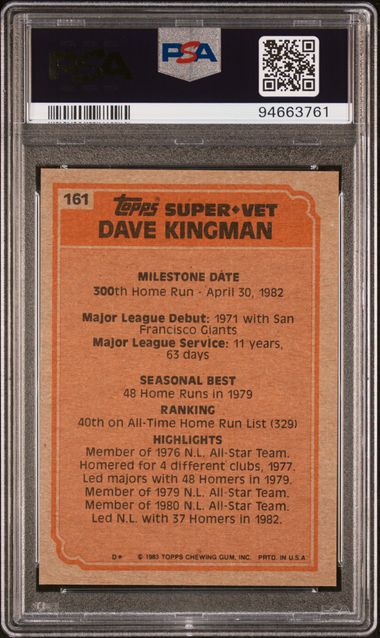 PSA
PSA
94663761
161
Topps SUPER◆VET
DAVE KINGMAN
MILESTONE DATE
300th Home Run - April 30, 1982
Major League Debut: 1971 with San
Francisco Giants
Major League Service: 11 years,
63 days
SEASONAL BEST
48 Home Runs in 1979
RANKING
40th on All-Time Home Run List (329)
HIGHLIGHTS
Member of 1976 N.L. All-Star Team.
Homered for 4 different clubs, 1977.
Led majors with 48 Homers in 1979.
Member of 1979 N.L. All-Star Team.
Member of 1980 N.L. All-Star Team.
Led N.L. with 37 Homers in 1982.
D* © 1983 TOPPS CHEWING GUM, INC. PRTD. IN U.S.A.